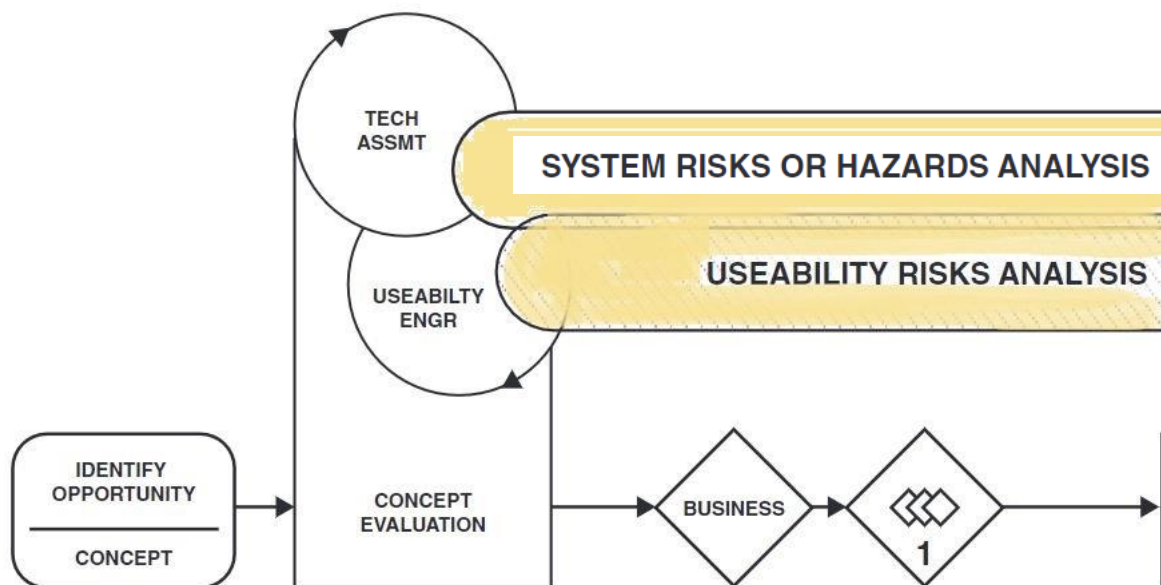 TECH
ASSMT
SYSTEM RISKS OR HAZARDS ANALYSIS
USEABILITY RISKS ANALYSIS
USEABILTY
ENGR
IDENTIFY
OPPORTUNITY
CONCEPT
CONCEPT
EVALUATION
BUSINESS
1